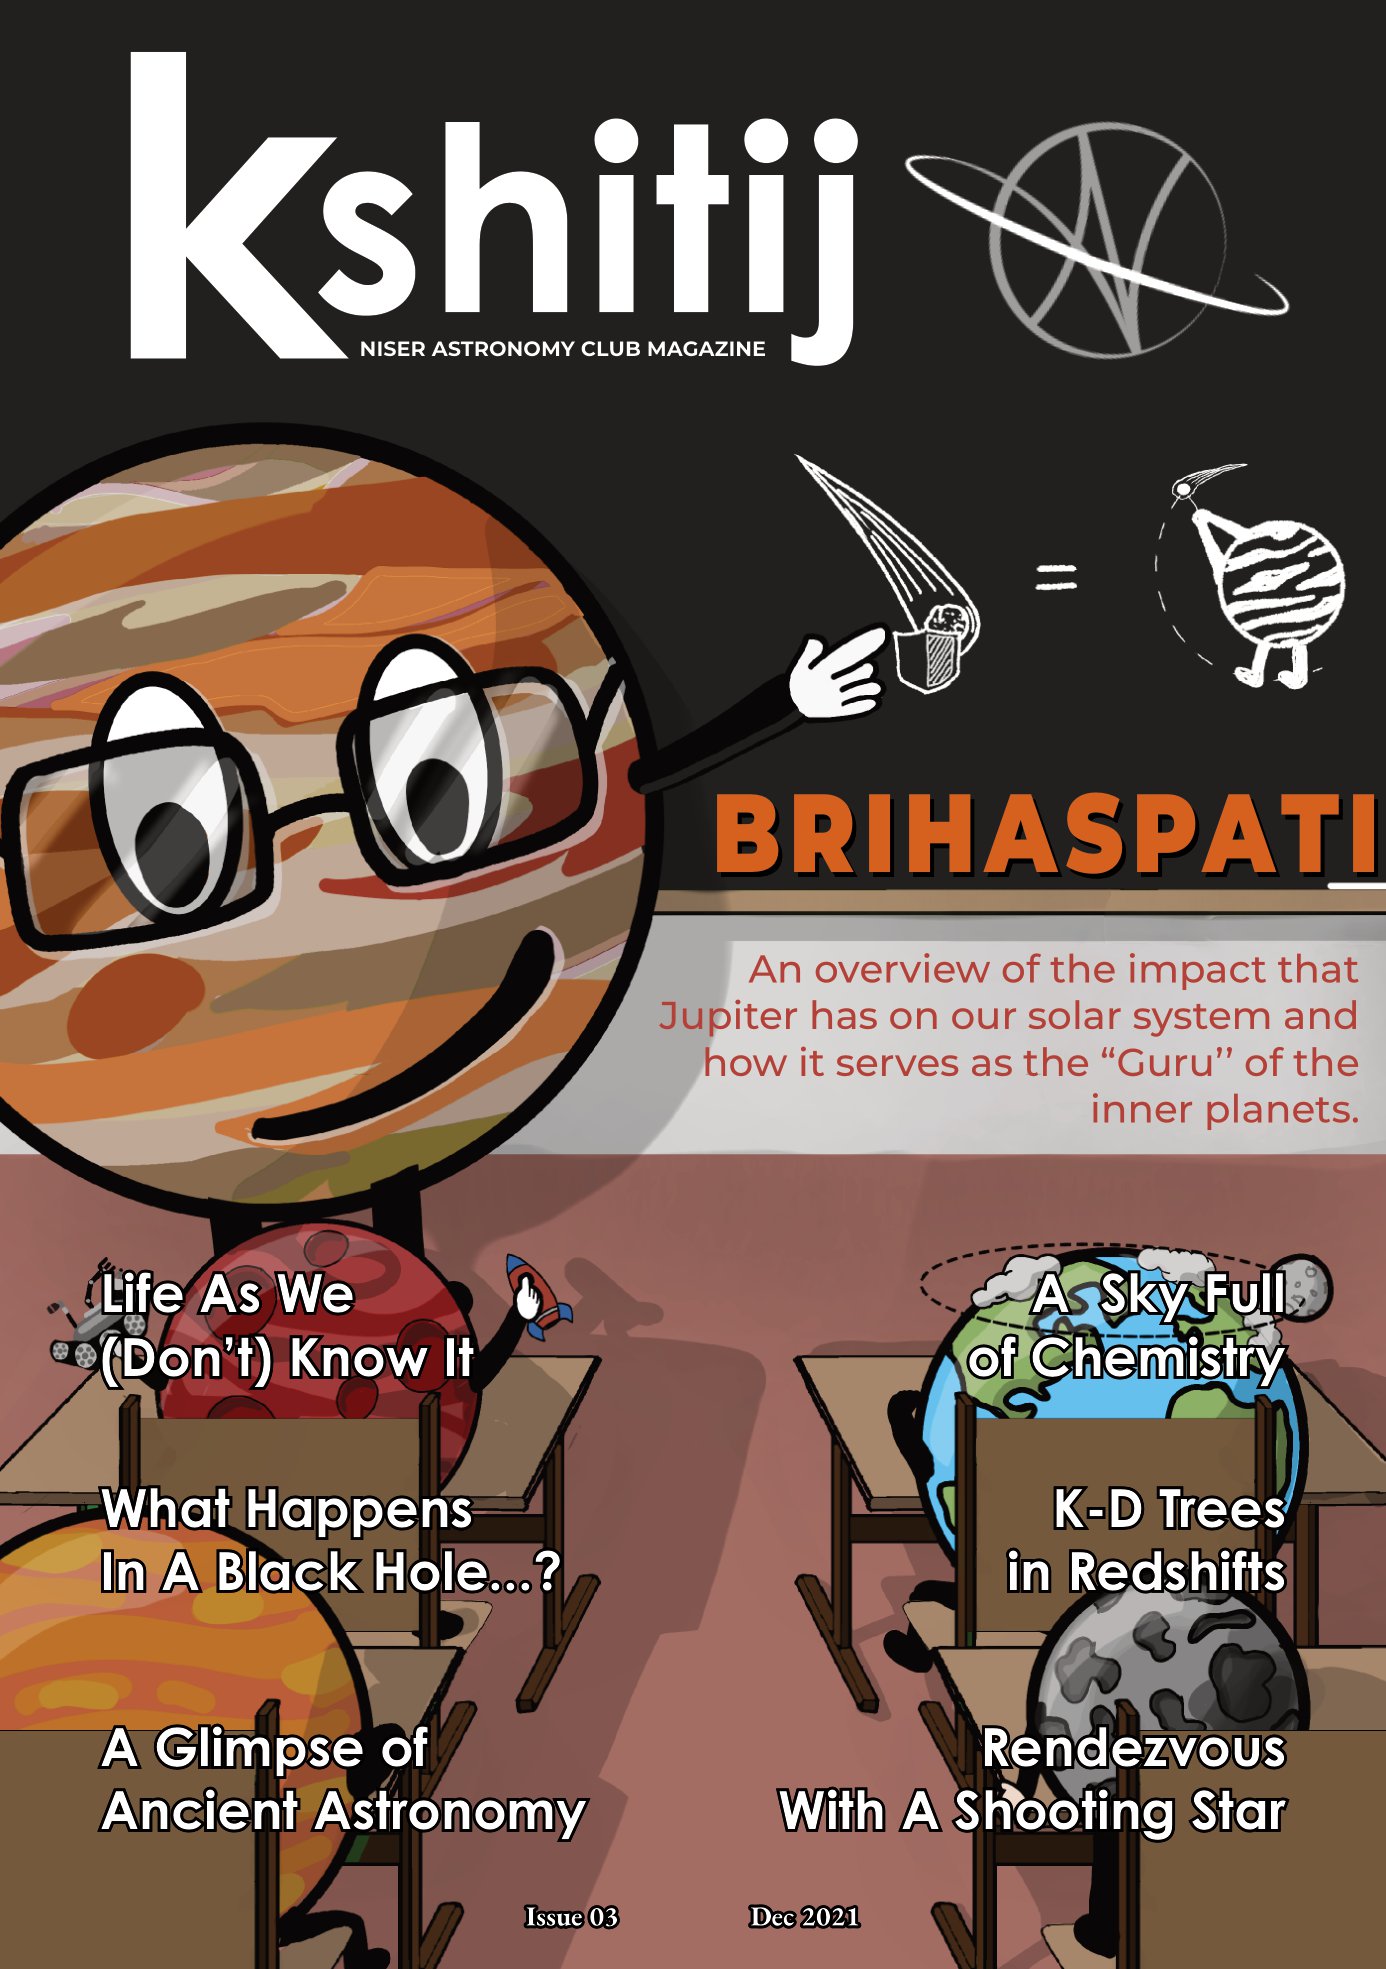 kshitij
NISER ASTRONOMY CLUB MAGAZINE
=
BRIHASPATI
An overview of the impact that
Jupiter has on our solar system and
how it serves as the “Guru’’ of the
inner planets.
Life As We
(Don’t) Know It
What Happens
In A Black Hole...?
A Glimpse of
Ancient Astronomy
A Sky Full
of Chemistry
K-D Trees
in Redshifts
Rendezvous
With A Shooting Star
Issue 03
Dec 2021